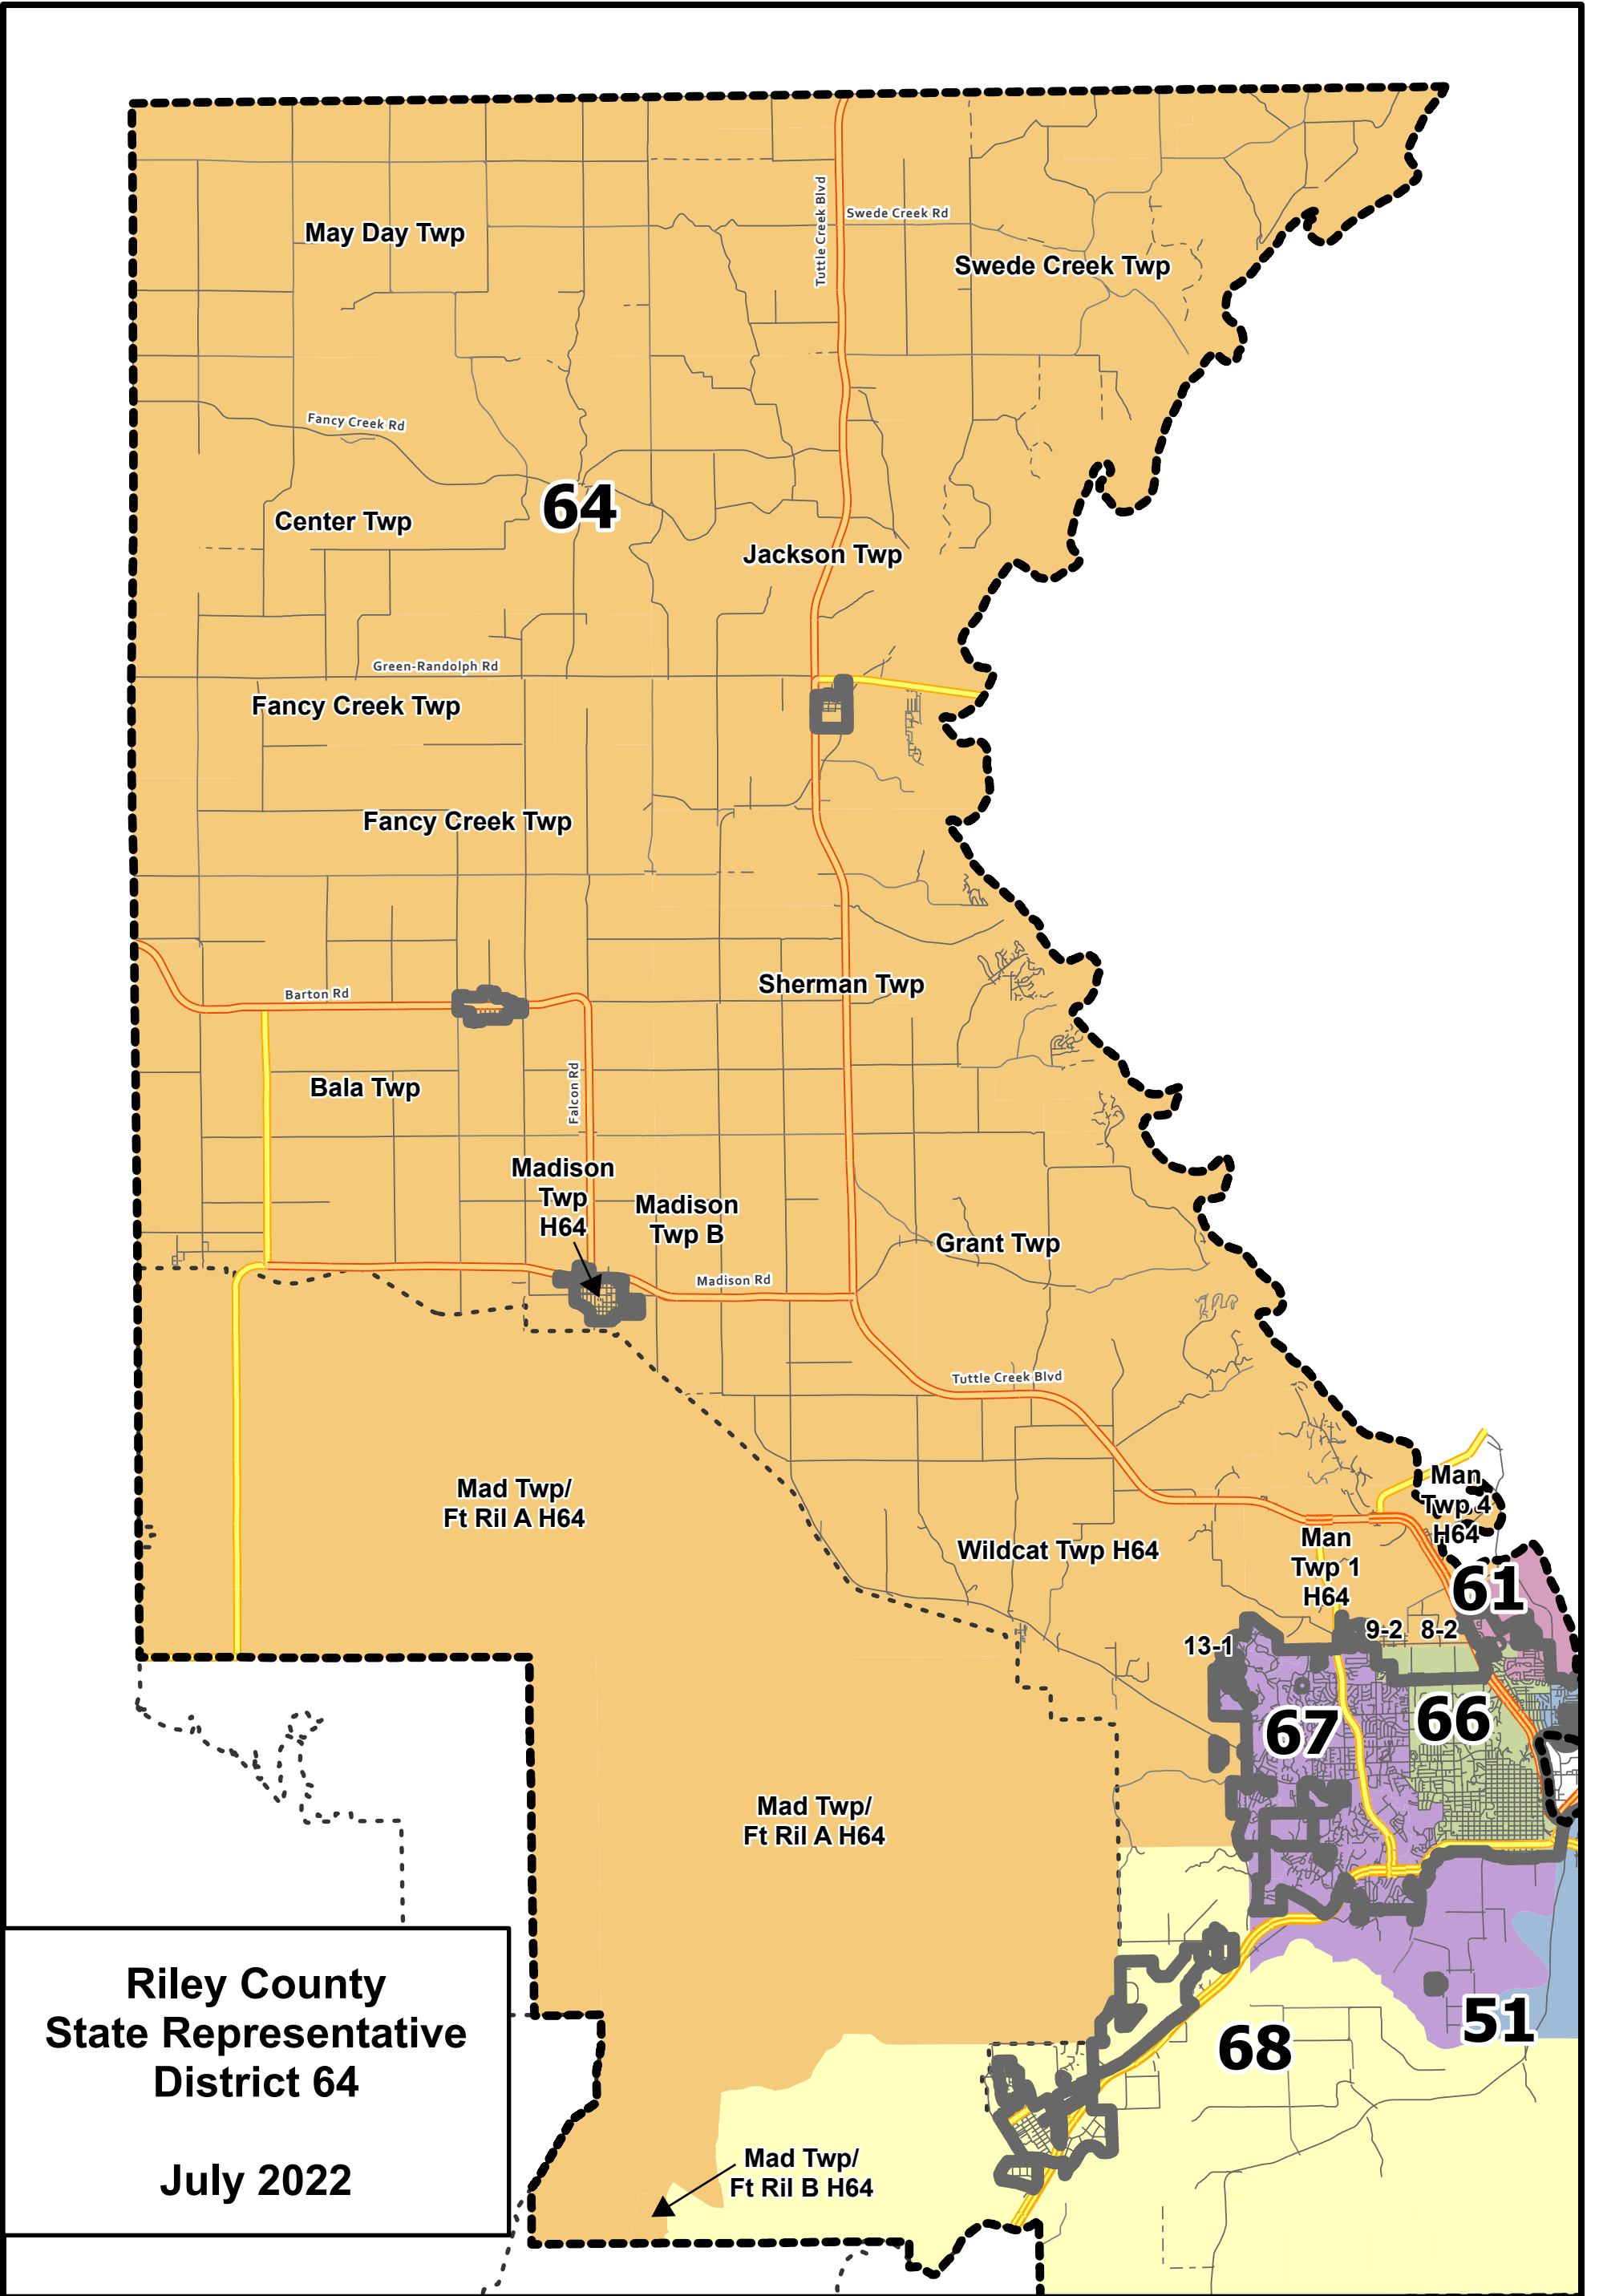 Tuttle Creek Blvd
Swede Creek Rd
May Day Twp
Swede Creek Twp
Fancy Creek Rd
64
Center Twp
Jackson Twp
Green-Randolph Rd
Fancy Creek Twp
Fancy Creek Twp
Sherman Twp
Barton Rd
Bala Twp
Falcon Rd
Madison
Twp
H64
Madison
Twp B
Grant Twp
Madison Rd
Tuttle Creek Blvd
Mad Twp/
Ft Ril A H64
Man
Twp 4
H64
Wildcat Twp H64
Man
Twp 1
H64
61
13-1
9-2
8-2
67
66
Mad Twp/
Ft Ril A H64
51
68
Mad Twp/
Ft Ril B H64
Riley County
State Representative
District 64
July 2022